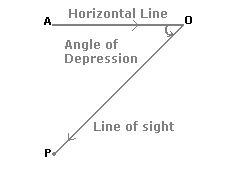 Horizontal Line
A
O
Angle of
Depression
Line of sight
P